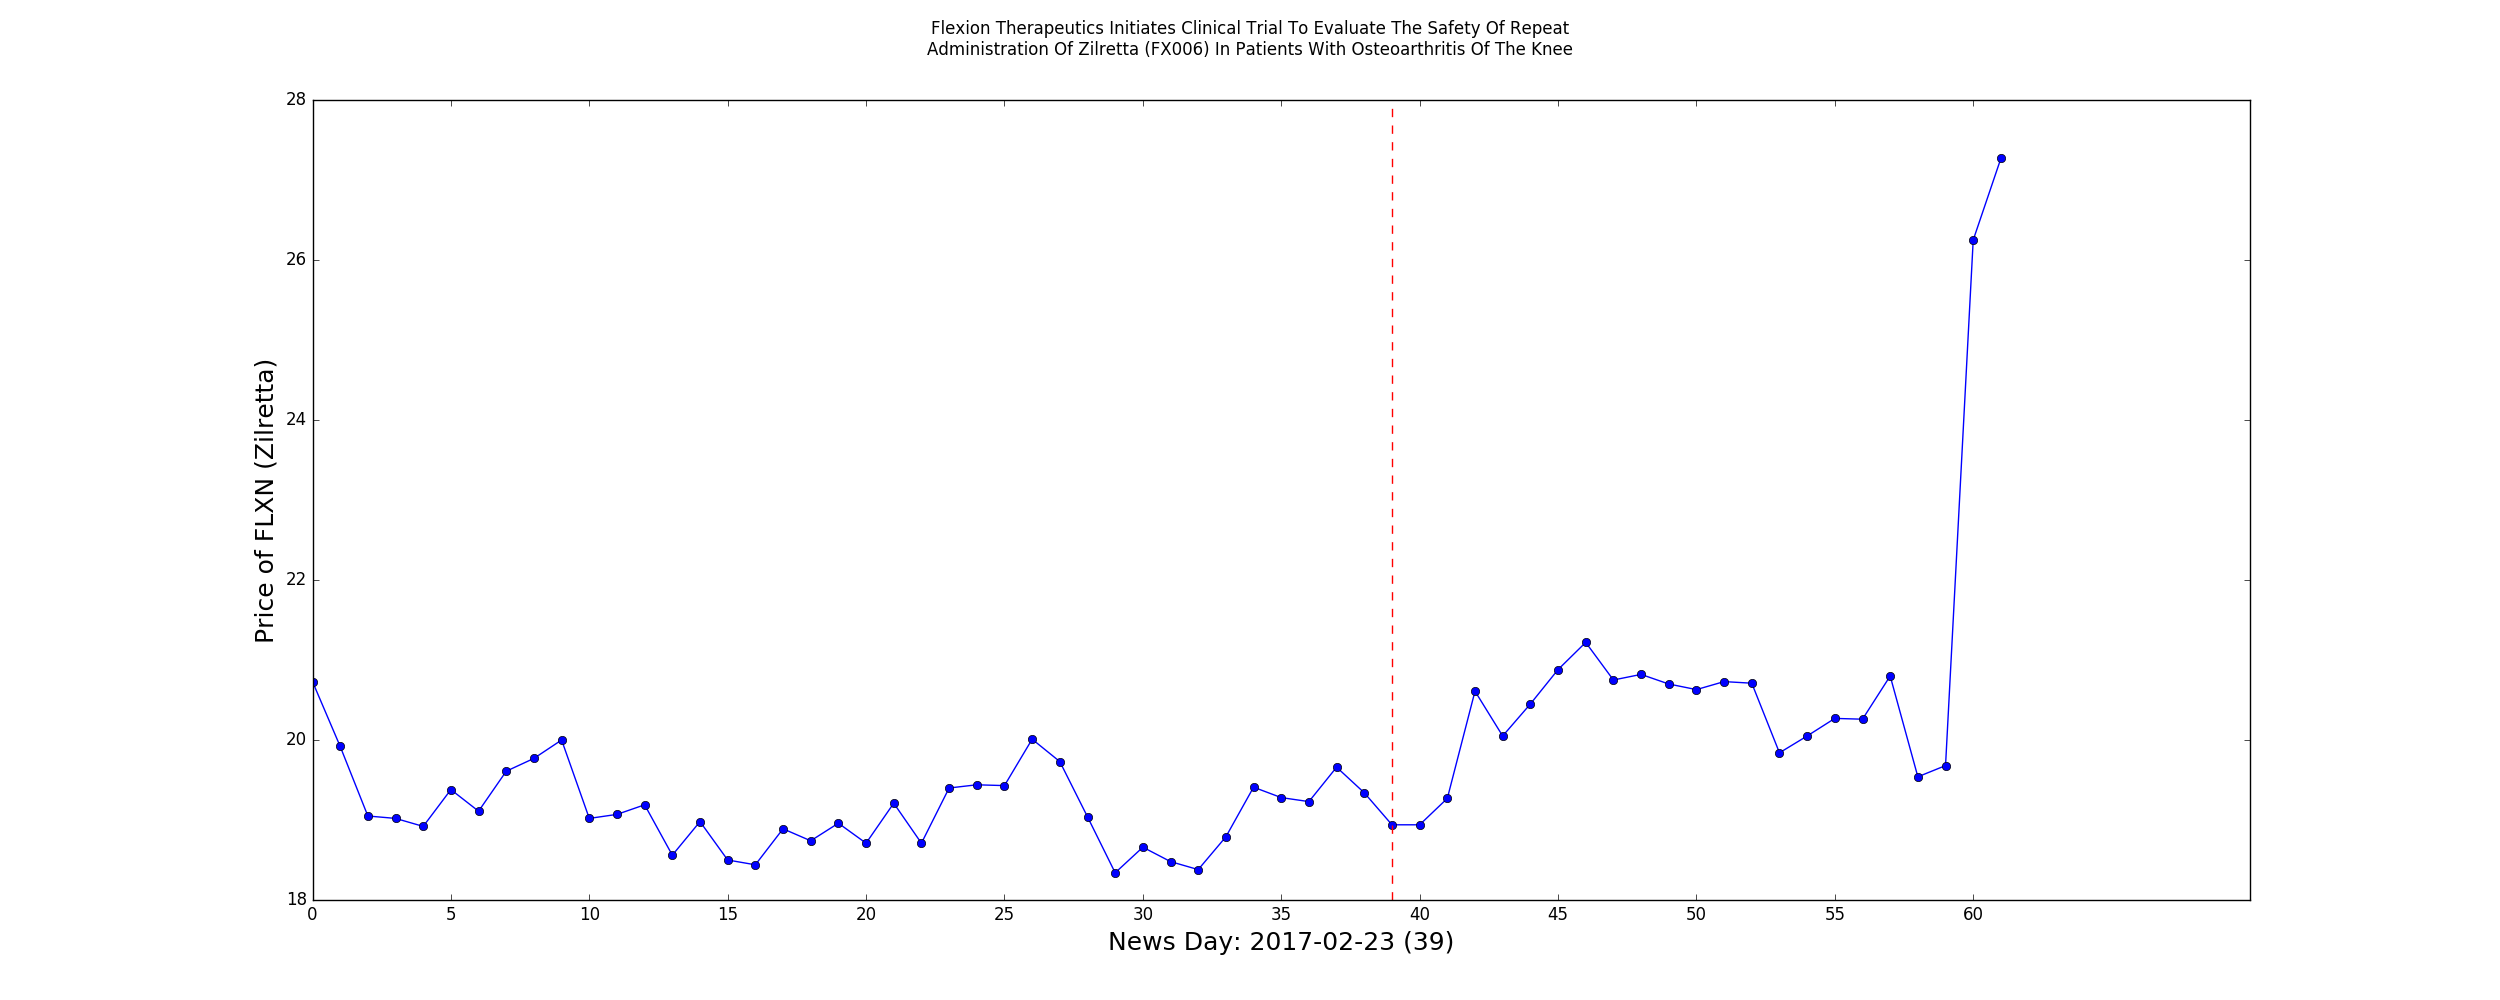 Flexion Therapeutics Initiates Clinical Trial To Evaluate The Safety Of Repeat
Administration Of Zilretta (FX006) In Patients With Osteoarthritis Of The Knee
28
26
24
22
20
18
Price of FLXN (Zilretta)
0 5 10 15 20 25 30 35 40 45 50 55 60
News Day: 2017-02-23 (39)